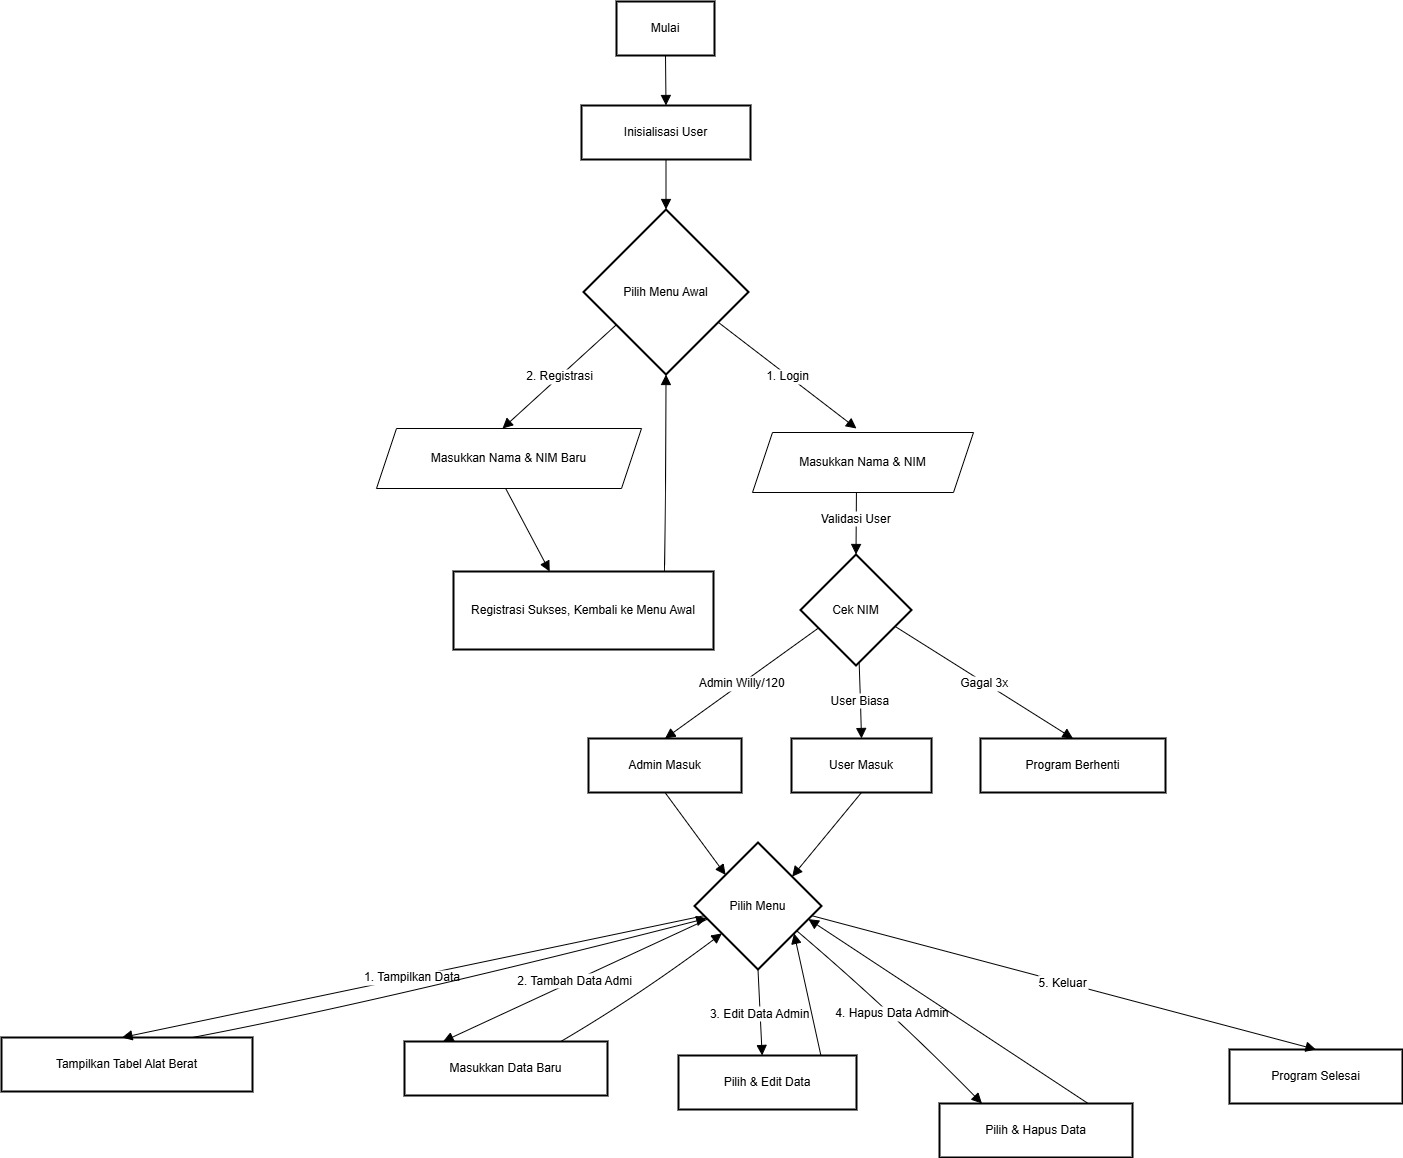 Mulai
Inisialisasi User
Pilih Menu Awal
2. Registrasi
1. Login
Masukkan Nama & NIM Baru
Masukkan Nama & NIM
Validasi User
Registrasi Sukses, Kembali ke Menu Awal
Cek NIM
Admin Willy/120
User Biasa
Gagal 3x
Admin Masuk
User Masuk
Program Berhenti
Pilih Menu
1. Tampilkan Data
2. Tambah Data Admi
3. Edit Data Admin
4. Hapus Data Admin
5. Keluar
Tampilkan Tabel Alat Berat
Masukkan Data Baru
Pilih & Edit Data
Pilih & Hapus Data
Program Selesai